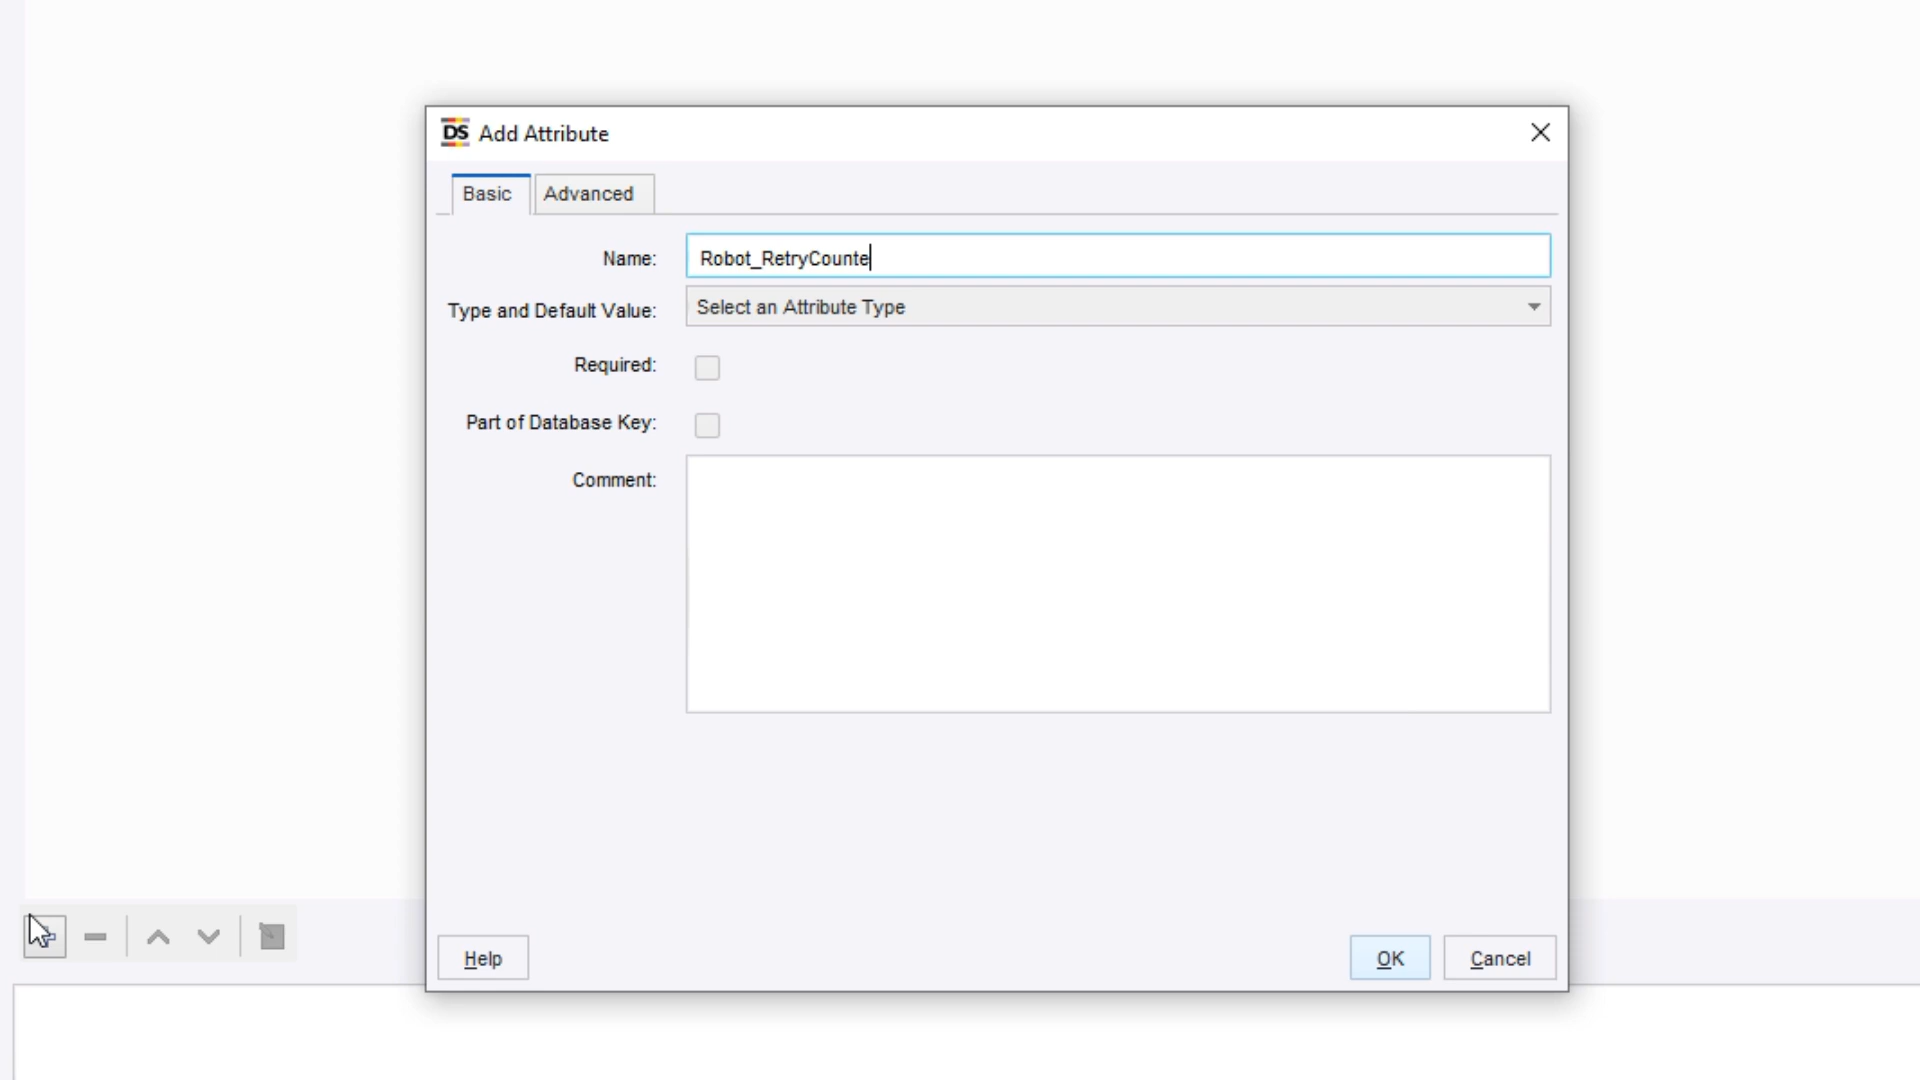 DS Add Attribute
Basic Advanced
Name: Robot_RetryCounte
Type and Default Value: Select an Attribute Type
Required:
Part of Database Key:
Comment:
Help OK Cancel